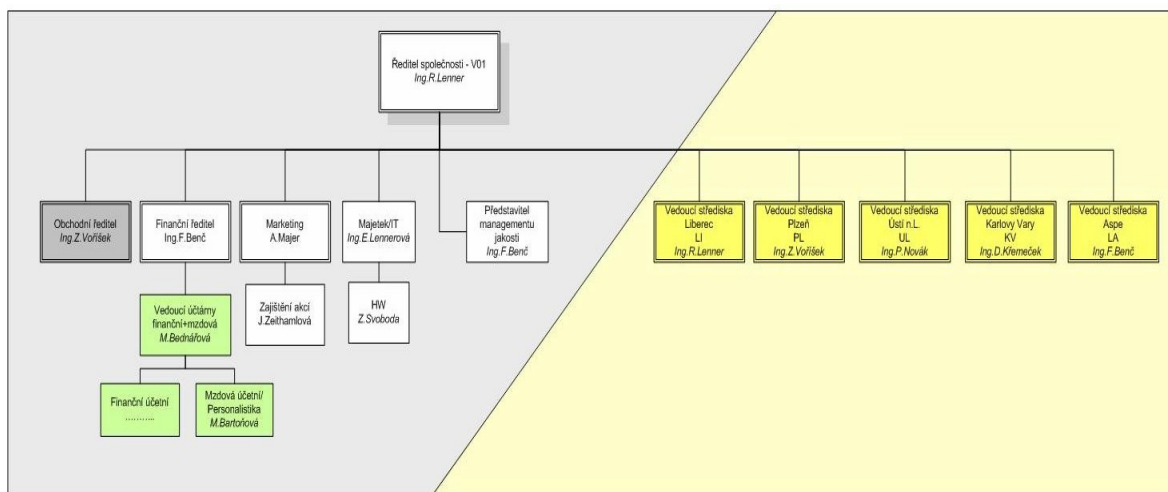 Ředitel společnosti - V01
Ing.R.Lenner
Obchodní ředitel
Ing.Z.Voříšek
Finanční ředitel
Ing.F.Benč
Marketing
A.Majer
Majetek/IT
Ing.E.Lennerová
Představitel
managementu
jakosti
Ing.F.Benč
Vedoucí střediska
Liberec
LI
Ing.R.Lenner
Vedoucí střediska
Plzeň
PL
Ing.Z.Voříšek
Vedoucí střediska
Ústí n.L.
UL
Ing.P.Novák
Vedoucí střediska
Karlovy Vary
KV
Ing.D.Křemeček
Vedoucí střediska
Aspe
LA
Ing.F.Benč
Vedoucí účtárny
finanční+mzdová
M.Bednářová
Zajištění akcí
J.Zeithamlová
HW
Z.Svoboda
Finanční účetní
………..
Mzdová účetní/
Personalistika
M.Bartoňová